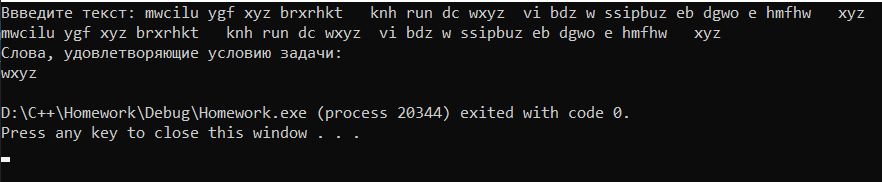 Ввведите текст: mwcilu ygf xyz brxrhkt   knh run dc wxyz  vi bdz w ssipbuz eb dgwo e hmfhw   xyz
mwcilu ygf xyz brxrhkt   knh run dc wxyz  vi bdz w ssipbuz eb dgwo e hmfhw   xyz
Слова, удовлетворяющие условию задачи:
wxyz
D:\C++\Homework\Debug\Homework.exe (process 20344) exited with code 0.
Press any key to close this window . . .